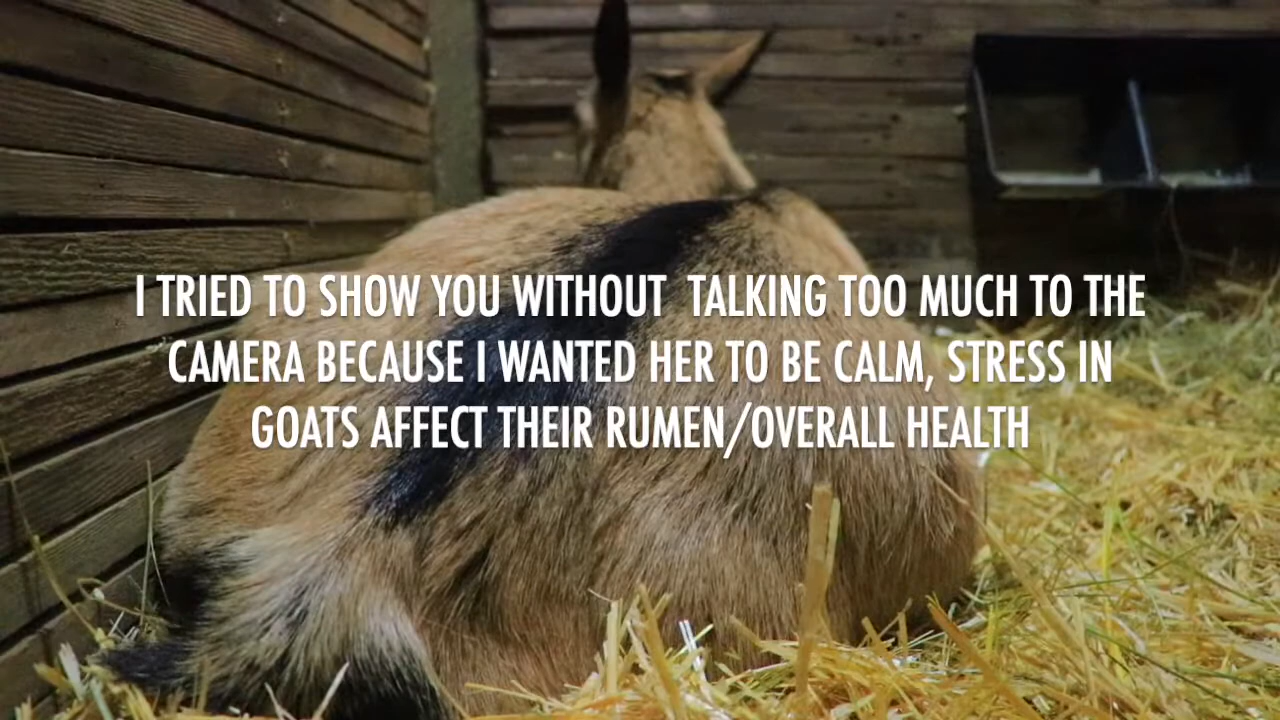 I TRIED TO SHOW YOU WITHOUT  TALKING TOO MUCH TO THE
CAMERA BECAUSE I WANTED HER TO BE CALM, STRESS IN
GOATS AFFECT THEIR RUMEN/OVERALL HEALTH